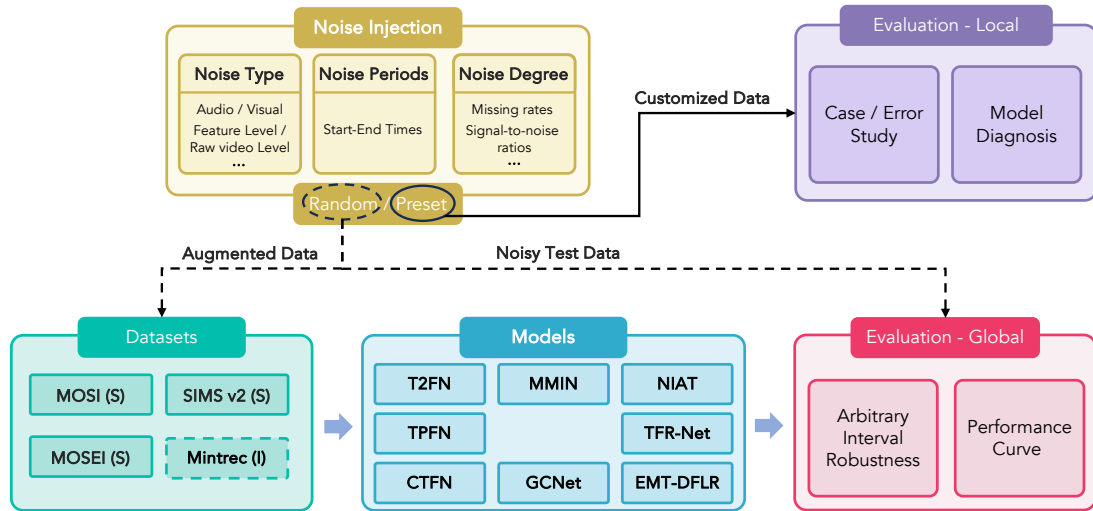 Noise Injection
Noise Type
Audio / Visual
Feature Level /
Raw video Level
...
Noise Periods
Start-End Times
Noise Degree
Missing rates
Signal-to-noise
ratios
...
Random / Preset
Customized Data
Evaluation - Local
Case / Error
Study
Model
Diagnosis
Augmented Data
Noisy Test Data
Datasets
MOSI (S)
SIMS v2 (S)
MOSEI (S)
Mintrec (I)
Models
T2FN
MMIN
NIAT
TPFN
TFR-Net
CTFN
GCNet
EMT-DFLR
Evaluation - Global
Arbitrary
Interval
Robustness
Performance
Curve